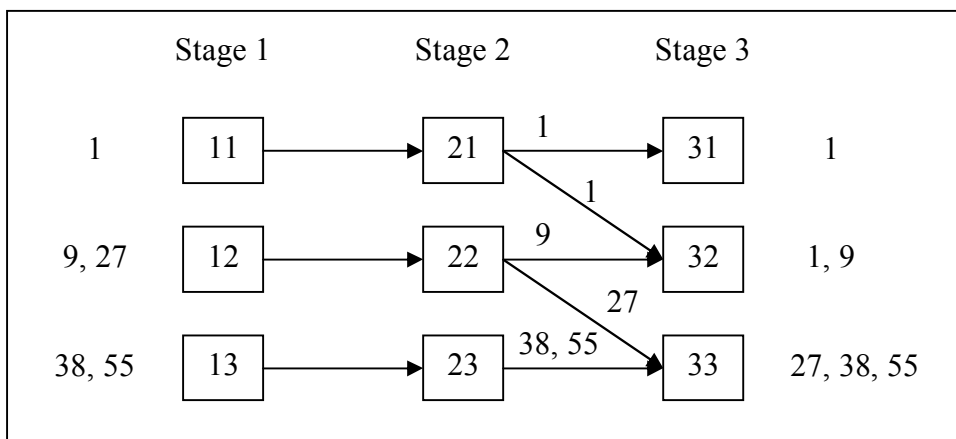 Stage 1 Stage 2 Stage 3
1 11 21 1 31 1
1
9, 27 12 22 9 32 1, 9
27
38, 55 13 23 38, 55 33 27, 38, 55